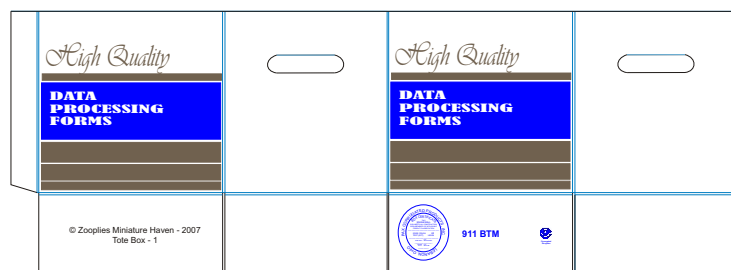 High Quality
DATA
PROCESSING
FORMS
High Quality
DATA
PROCESSING
FORMS
© Zooplies Miniature Haven - 2007
Tote Box - 1
911 BTM